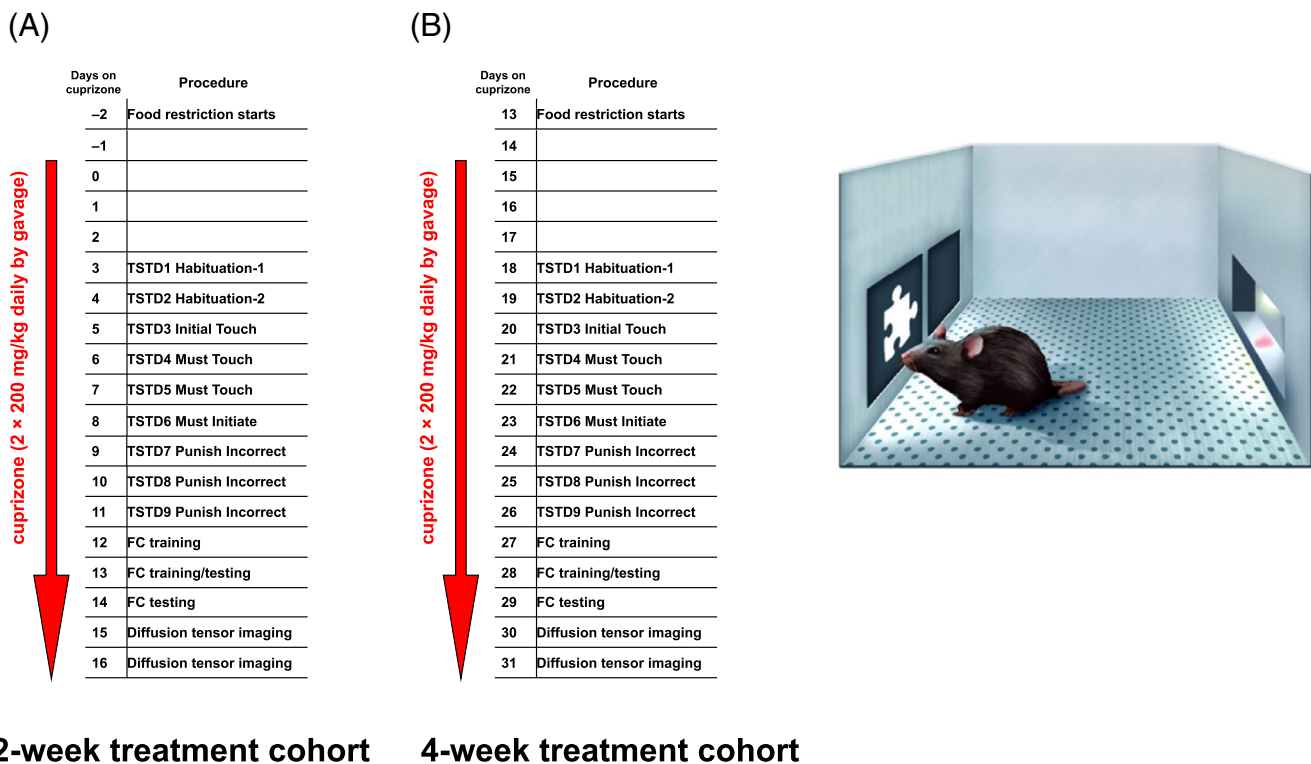 (A)
Days on cuprizone Procedure
–2 Food restriction starts
–1
0
1
2
3 TSTD1 Habituation-1
4 TSTD2 Habituation-2
5 TSTD3 Initial Touch
6 TSTD4 Must Touch
7 TSTD5 Must Touch
8 TSTD6 Must Initiate
9 TSTD7 Punish Incorrect
10 TSTD8 Punish Incorrect
11 TSTD9 Punish Incorrect
12 FC training
13 FC training/testing
14 FC testing
15 Diffusion tensor imaging
16 Diffusion tensor imaging
cuprizone (2 × 200 mg/kg daily by gavage)
2-week treatment cohort
(B)
Days on cuprizone Procedure
13 Food restriction starts
14
15
16
17
18 TSTD1 Habituation-1
19 TSTD2 Habituation-2
20 TSTD3 Initial Touch
21 TSTD4 Must Touch
22 TSTD5 Must Touch
23 TSTD6 Must Initiate
24 TSTD7 Punish Incorrect
25 TSTD8 Punish Incorrect
26 TSTD9 Punish Incorrect
27 FC training
28 FC training/testing
29 FC testing
30 Diffusion tensor imaging
31 Diffusion tensor imaging
cuprizone (2 × 200 mg/kg daily by gavage)
4-week treatment cohort